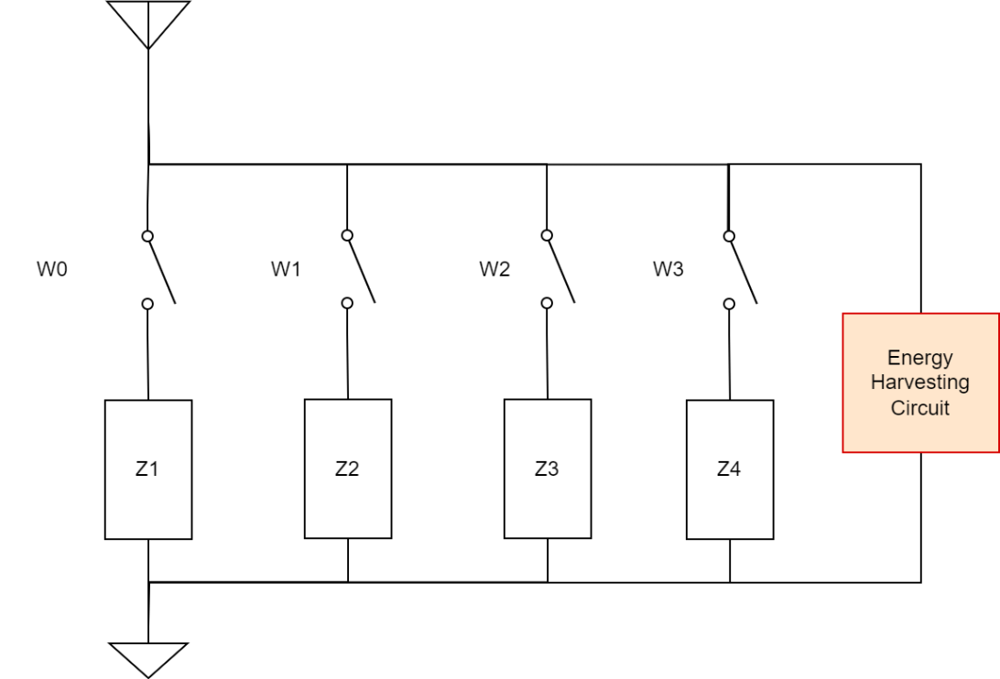 W0
W1
W2
W3
Energy
Harvesting
Circuit
Z1
Z2
Z3
Z4